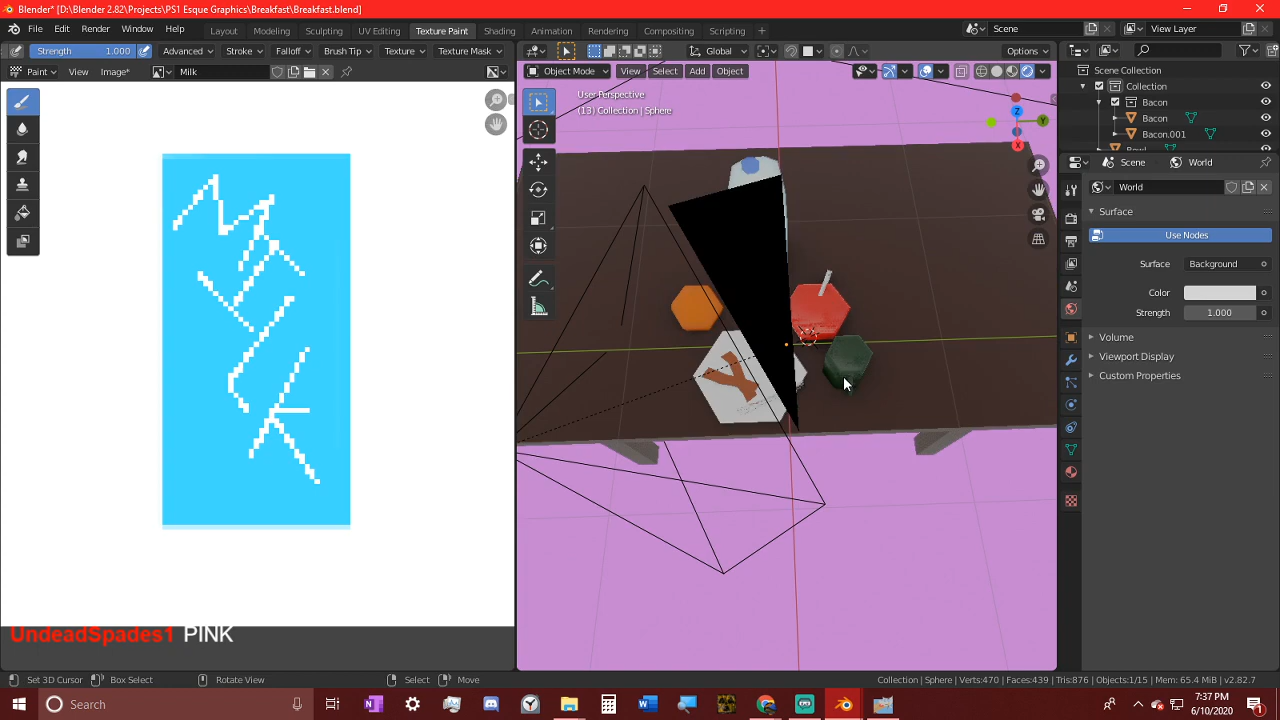 Blender* [D:\Blender 2.82\Projects\PS1 Esque Graphics\Breakfast\Breakfast.blend]
File Edit Render Window Help Layout Modeling Sculpting UV Editing Texture Paint Shading Animation Rendering Compositing Scripting + Scene View Layer
Strength 1.000 Advanced Stroke Falloff Brush Tip Texture Texture Mask Global Options
Paint View Image* Milk Object Mode View Select Add Object
Scene Collection
Collection
Bacon
Bacon
Bacon.001
User Perspective
(13) Collection | Sphere
Z
Y
X
MILK
Scene World
World
Surface
Use Nodes
Surface Background
Color
Strength 1.000
Volume
Viewport Display
Custom Properties
UndeadSpades1 PINK
Set 3D Cursor Box Select Rotate View Select Move Collection | Sphere | Verts:470 | Faces:439 | Tris:876 | Objects:1/15 | Mem: 65.4 MiB | v2.82.7
Search
7:37 PM
6/10/2020